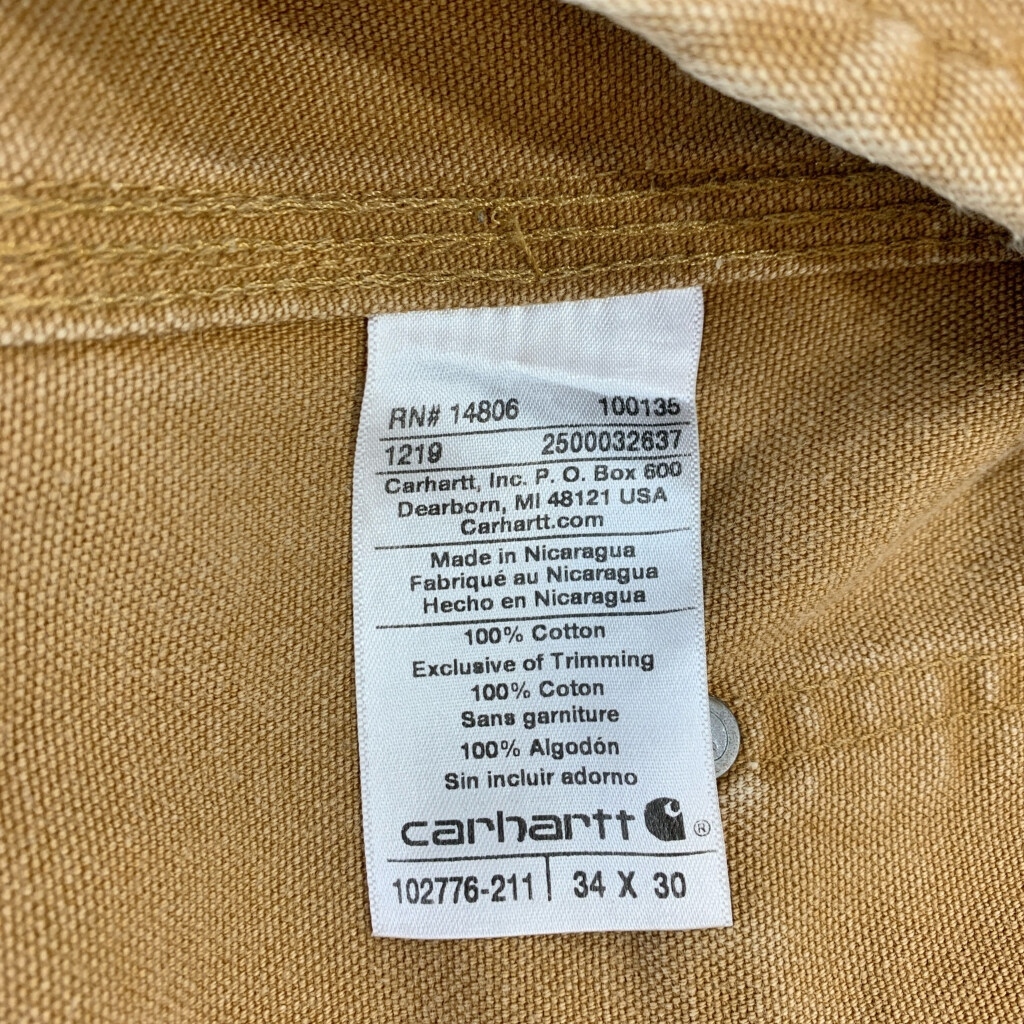 RN# 14806 100135
1219 2500032637
Carhartt, Inc. P. O. Box 600
Dearborn, MI 48121 USA
Carhartt.com
Made in Nicaragua
Fabriqué au Nicaragua
Hecho en Nicaragua
100% Cotton
Exclusive of Trimming
100% Coton
Sans garniture
100% Algodón
Sin incluir adorno
carhartt ®
102776-211 34 X 30